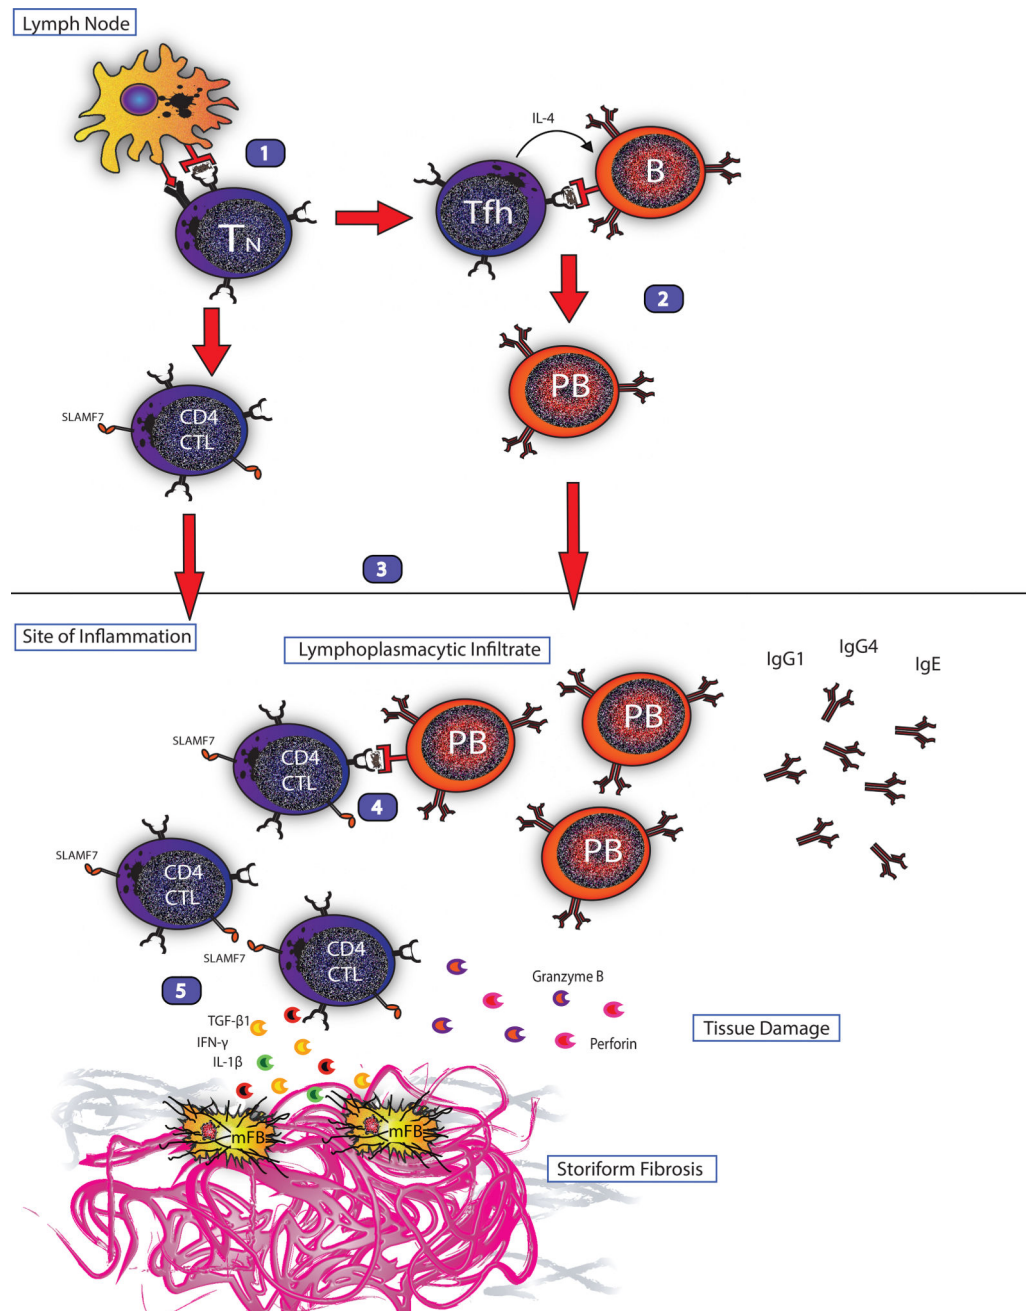 Lymph Node
1
IL-4
B
Tfh
TN
2
PB
SLAMF7
CD4
CTL
3
Site of Inflammation
Lymphoplasmacytic Infiltrate
IgG1
IgG4
IgE
SLAMF7
CD4
CTL
PB
PB
4
PB
SLAMF7
CD4
CTL
SLAMF7
CD4
CTL
5
Granzyme B
Perforin
TGF-β1
IFN-γ
IL-1β
Tissue Damage
mFB
mFB
Storiform Fibrosis